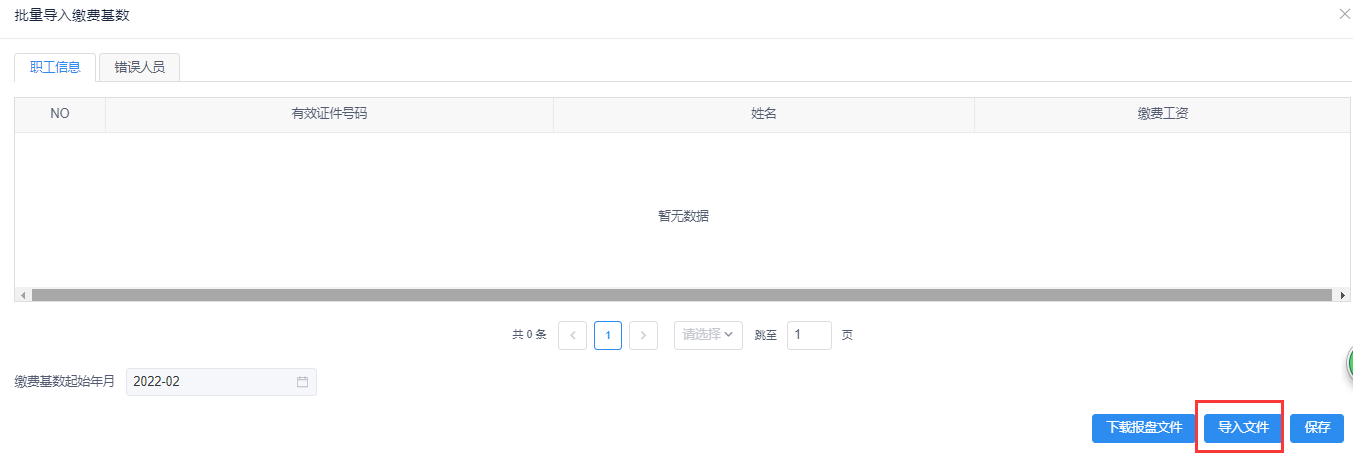 批量导入缴费基数
职工信息 错误人员
NO 有效证件号码 姓名 缴费工资
暂无数据
共 0 条 1 请选择 跳至 1 页
缴费基数起始年月 2022-02
下载报盘文件 导入文件 保存